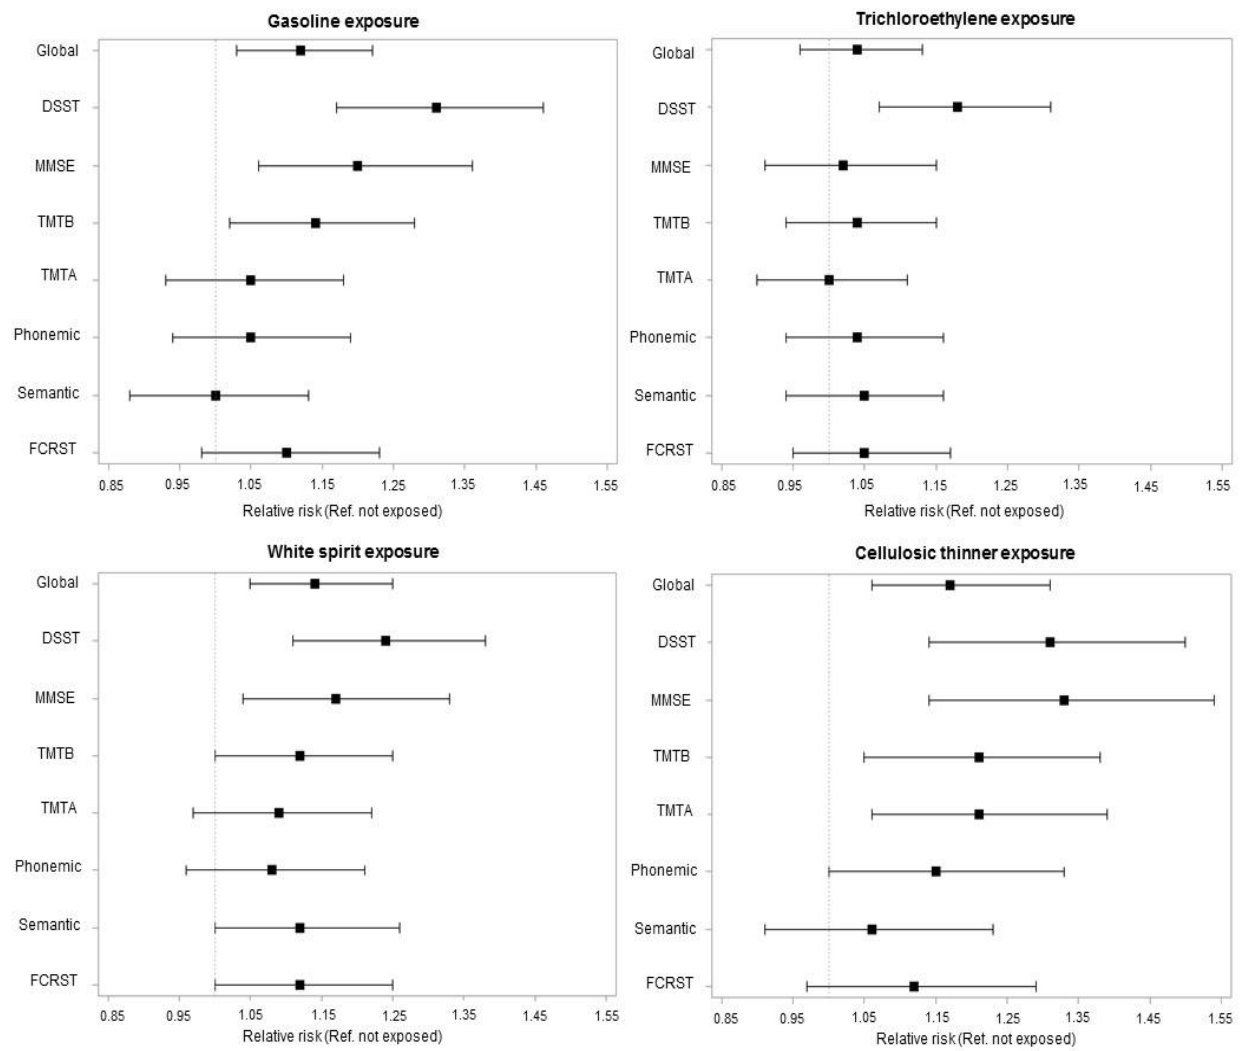 Gasoline exposure
Global
DSST
MMSE
TMTB
TMTA
Phonemic
Semantic
FCRST
0.85 0.95 1.05 1.15 1.25 1.35 1.45 1.55
Relative risk (Ref. not exposed)
Trichloroethylene exposure
Global
DSST
MMSE
TMTB
TMTA
Phonemic
Semantic
FCRST
0.85 0.95 1.05 1.15 1.25 1.35 1.45 1.55
Relative risk (Ref. not exposed)
White spirit exposure
Global
DSST
MMSE
TMTB
TMTA
Phonemic
Semantic
FCRST
0.85 0.95 1.05 1.15 1.25 1.35 1.45 1.55
Relative risk (Ref. not exposed)
Cellulosic thinner exposure
Global
DSST
MMSE
TMTB
TMTA
Phonemic
Semantic
FCRST
0.85 0.95 1.05 1.15 1.25 1.35 1.45 1.55
Relative risk (Ref. not exposed)